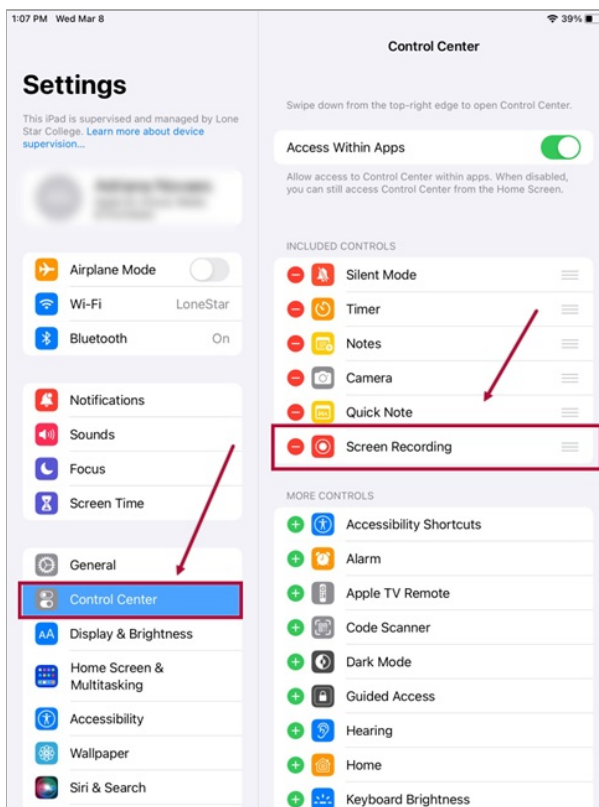 1:07 PM Wed Mar 8
39%
Settings
This iPad is supervised and managed by Lone
Star College. Learn more about device
supervision...
Airplane Mode
Wi-Fi LoneStar
Bluetooth On
Notifications
Sounds
Focus
Screen Time
General
Control Center
AA Display & Brightness
Home Screen &
Multitasking
Accessibility
Wallpaper
Siri & Search
Control Center
Swipe down from the top-right edge to open Control Center.
Access Within Apps
Allow access to Control Center within apps. When disabled,
you can still access Control Center from the Home Screen.
INCLUDED CONTROLS
Silent Mode
Timer
Notes
Camera
Quick Note
Screen Recording
MORE CONTROLS
Accessibility Shortcuts
Alarm
Apple TV Remote
Code Scanner
Dark Mode
Guided Access
Hearing
Home
Keyboard Brightness